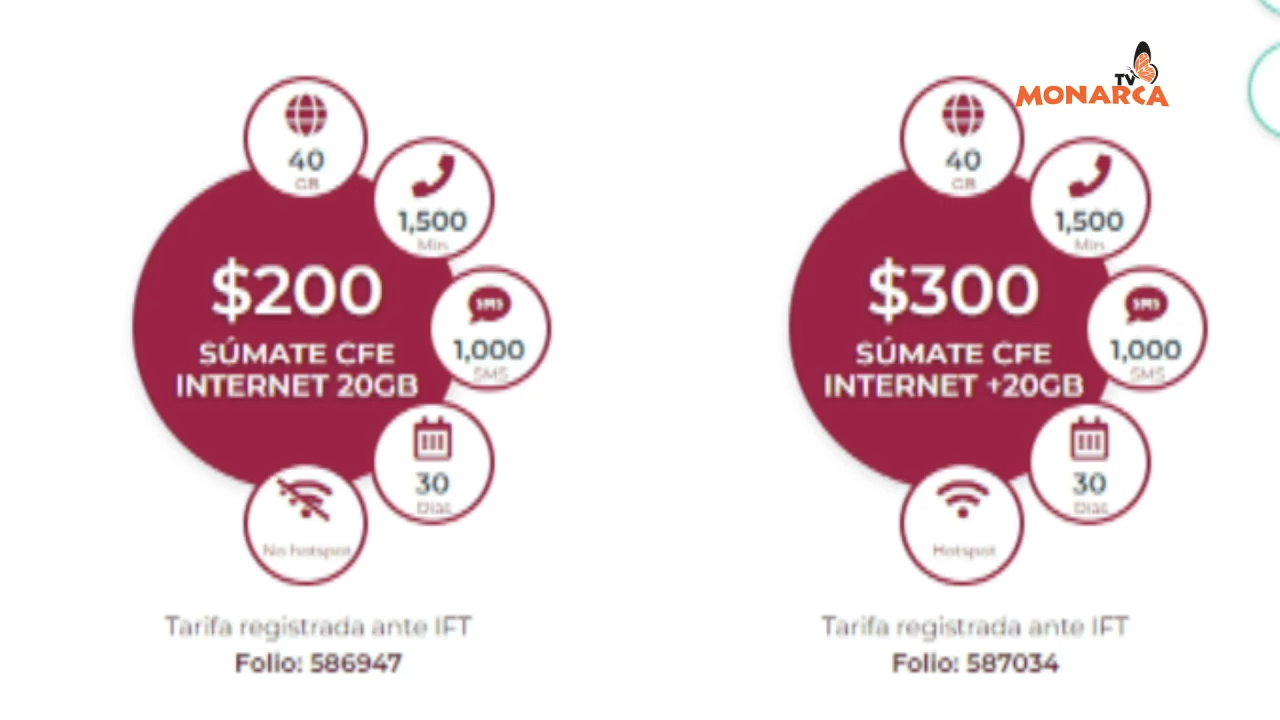 TV
MONARCA
40
GB
1,500
Min
$200
SÚMATE CFE
INTERNET 20GB
SMS
1,000
SMS
30
Días
No hotspot
Tarifa registrada ante IFT
Folio: 586947
40
GB
1,500
Min
$300
SÚMATE CFE
INTERNET +20GB
SMS
1,000
SMS
30
Días
Hotspot
Tarifa registrada ante IFT
Folio: 587034